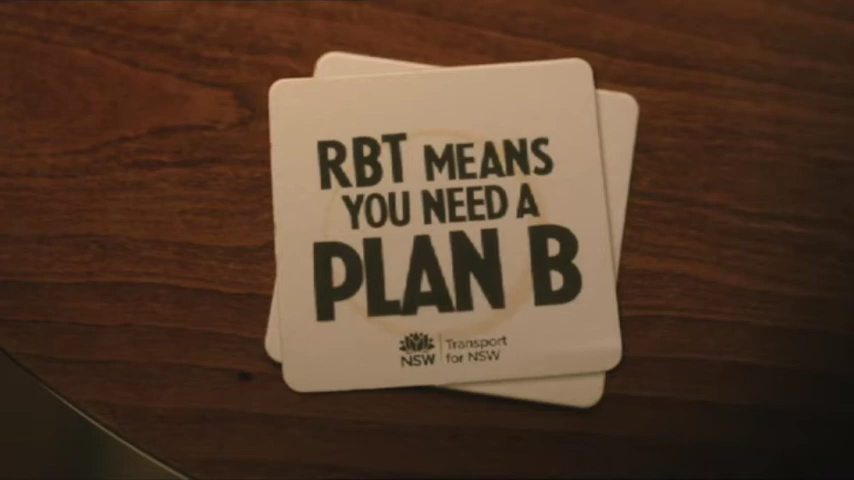 RBT MEANS
YOU NEED A
PLAN B
NSW
Transport
for NSW